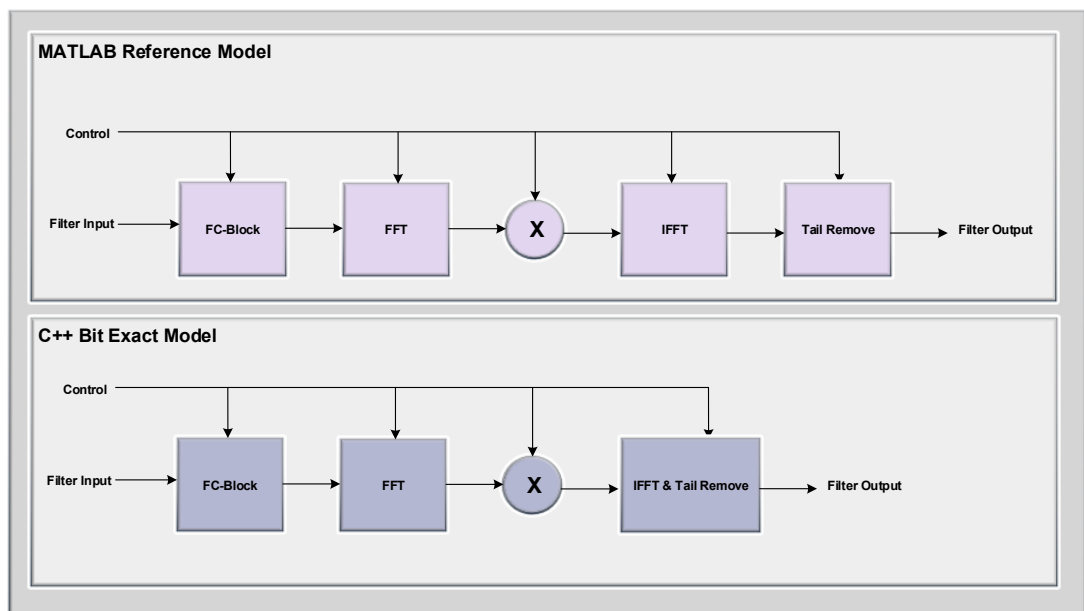 MATLAB Reference Model
Control
Filter Input
FC-Block
FFT
X
IFFT
Tail Remove
Filter Output
C++ Bit Exact Model
Control
Filter Input
FC-Block
FFT
X
IFFT & Tail Remove
Filter Output